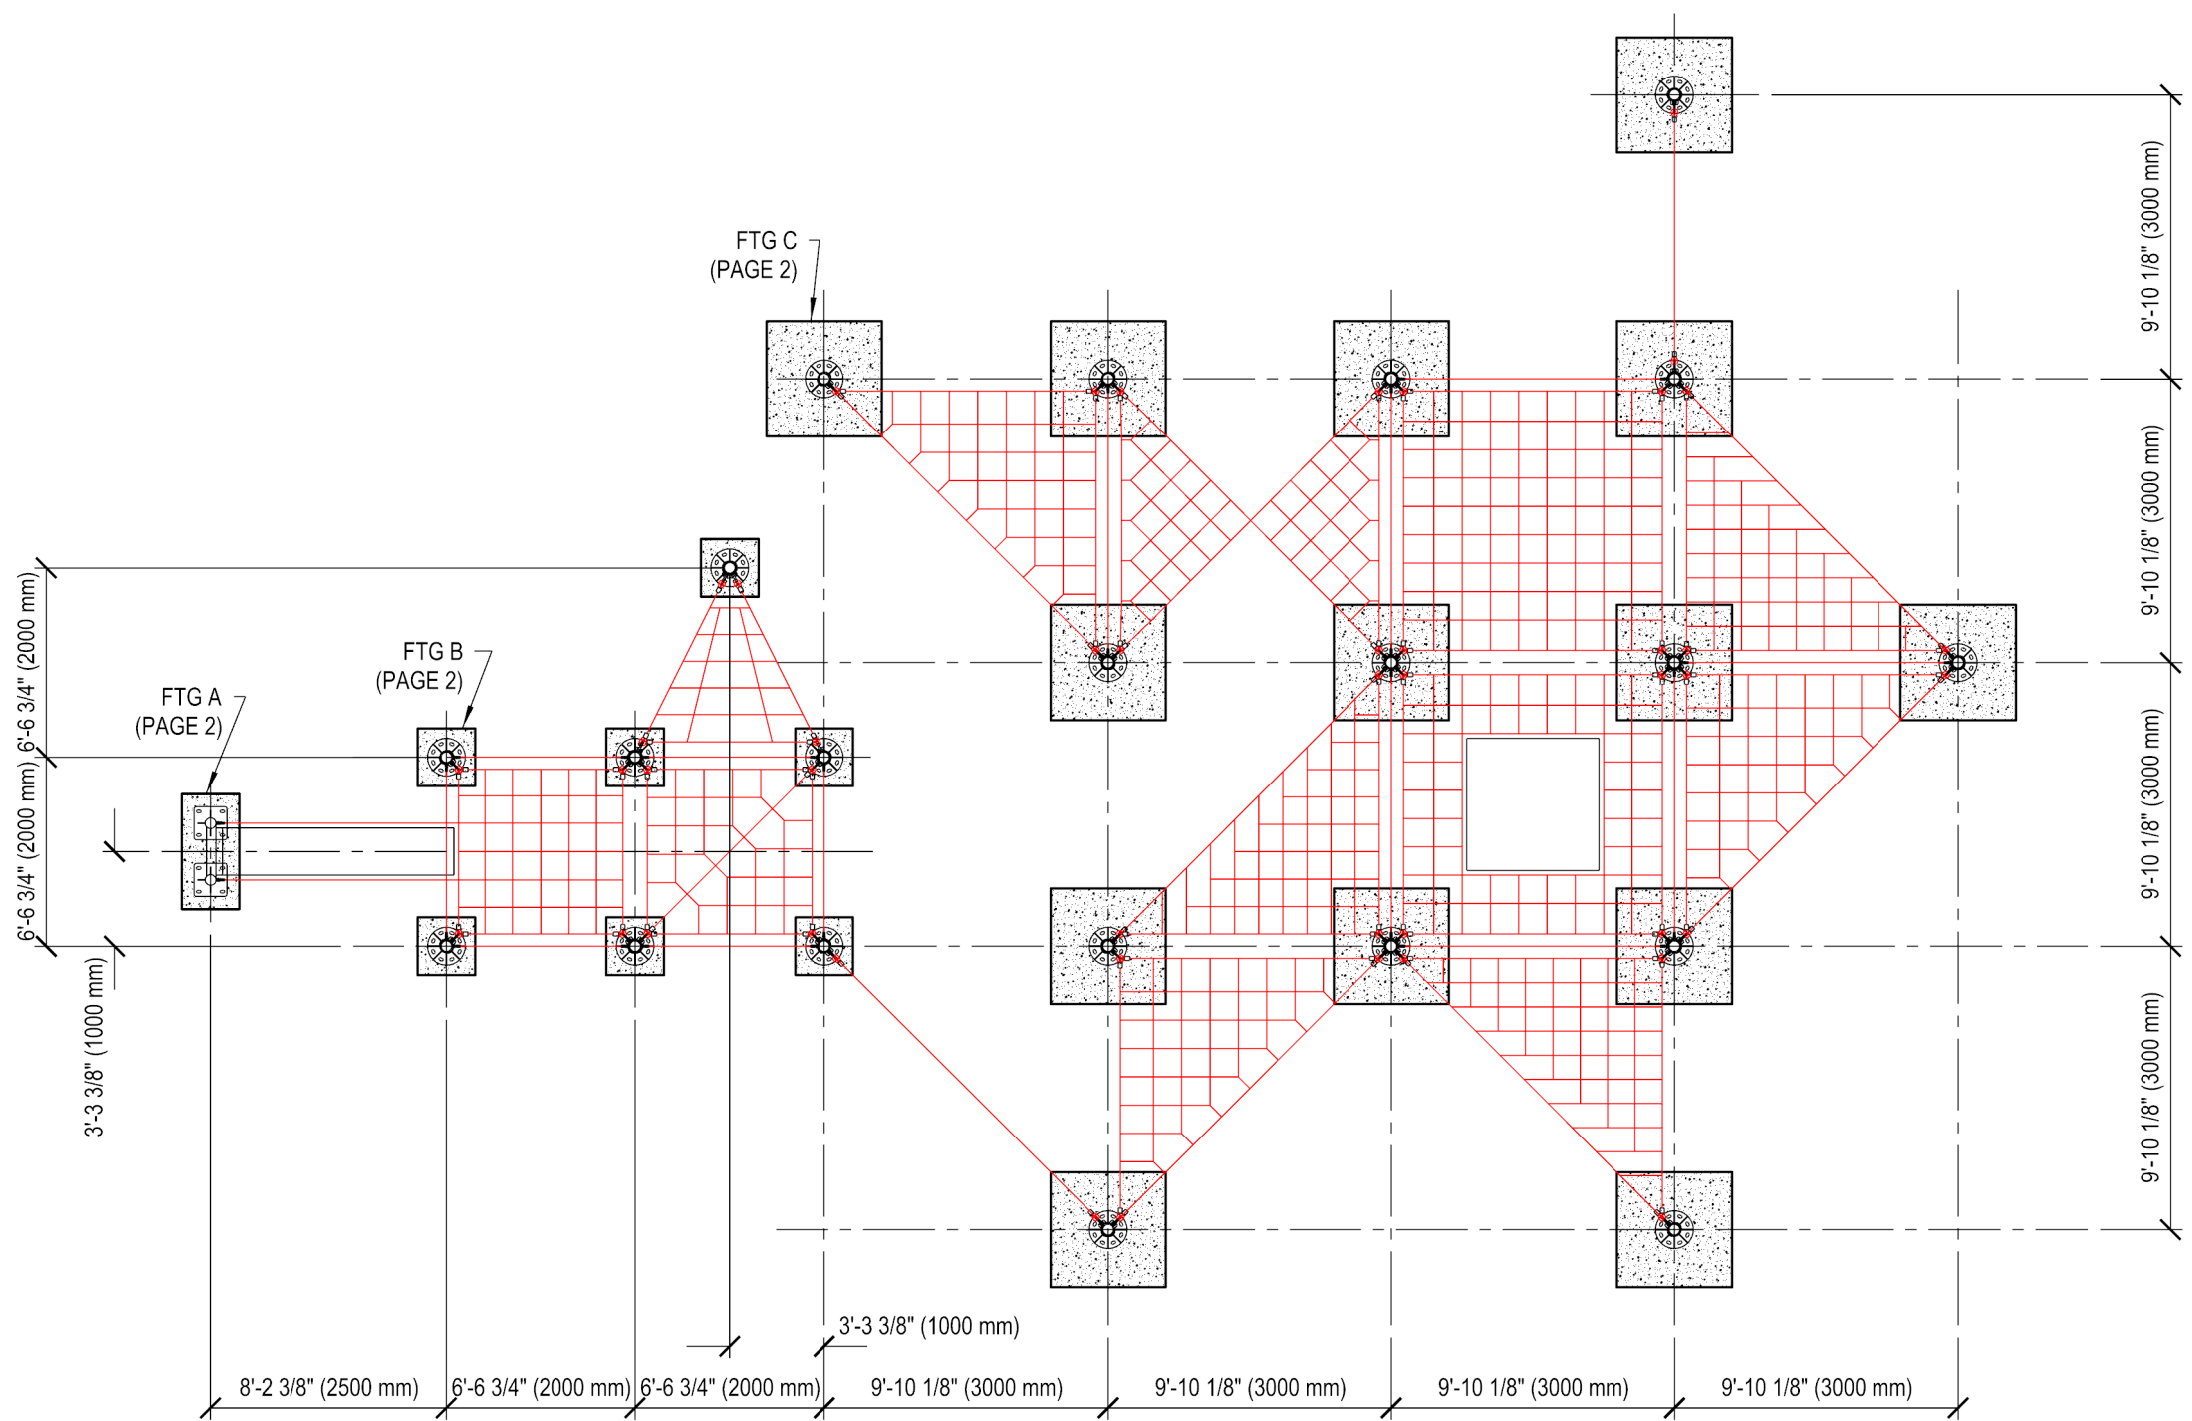 FTG C
(PAGE 2)
FTG B
(PAGE 2)
FTG A
(PAGE 2)
6'-6 3/4" (2000 mm)
6'-6 3/4" (2000 mm)
3'-3 3/8" (1000 mm)
9'-10 1/8" (3000 mm)
9'-10 1/8" (3000 mm)
9'-10 1/8" (3000 mm)
9'-10 1/8" (3000 mm)
3'-3 3/8" (1000 mm)
8'-2 3/8" (2500 mm)
6'-6 3/4" (2000 mm)
6'-6 3/4" (2000 mm)
9'-10 1/8" (3000 mm)
9'-10 1/8" (3000 mm)
9'-10 1/8" (3000 mm)
9'-10 1/8" (3000 mm)